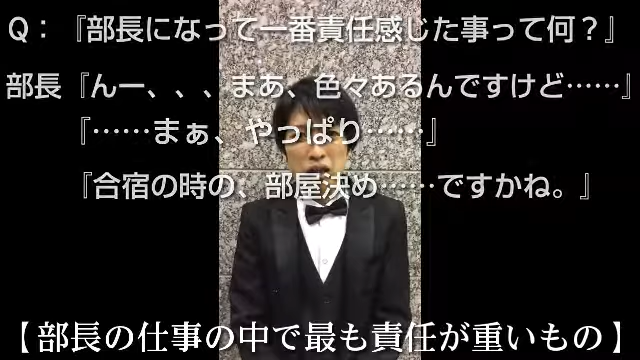 Q：『部長になって一番責任感じた事って何？』
部長『んー、、、まあ、色々あるんですけど……』
『……まぁ、やっぱり……』
『合宿の時の、部屋決め……ですかね。』
【部長の仕事の中で最も責任が重いもの】